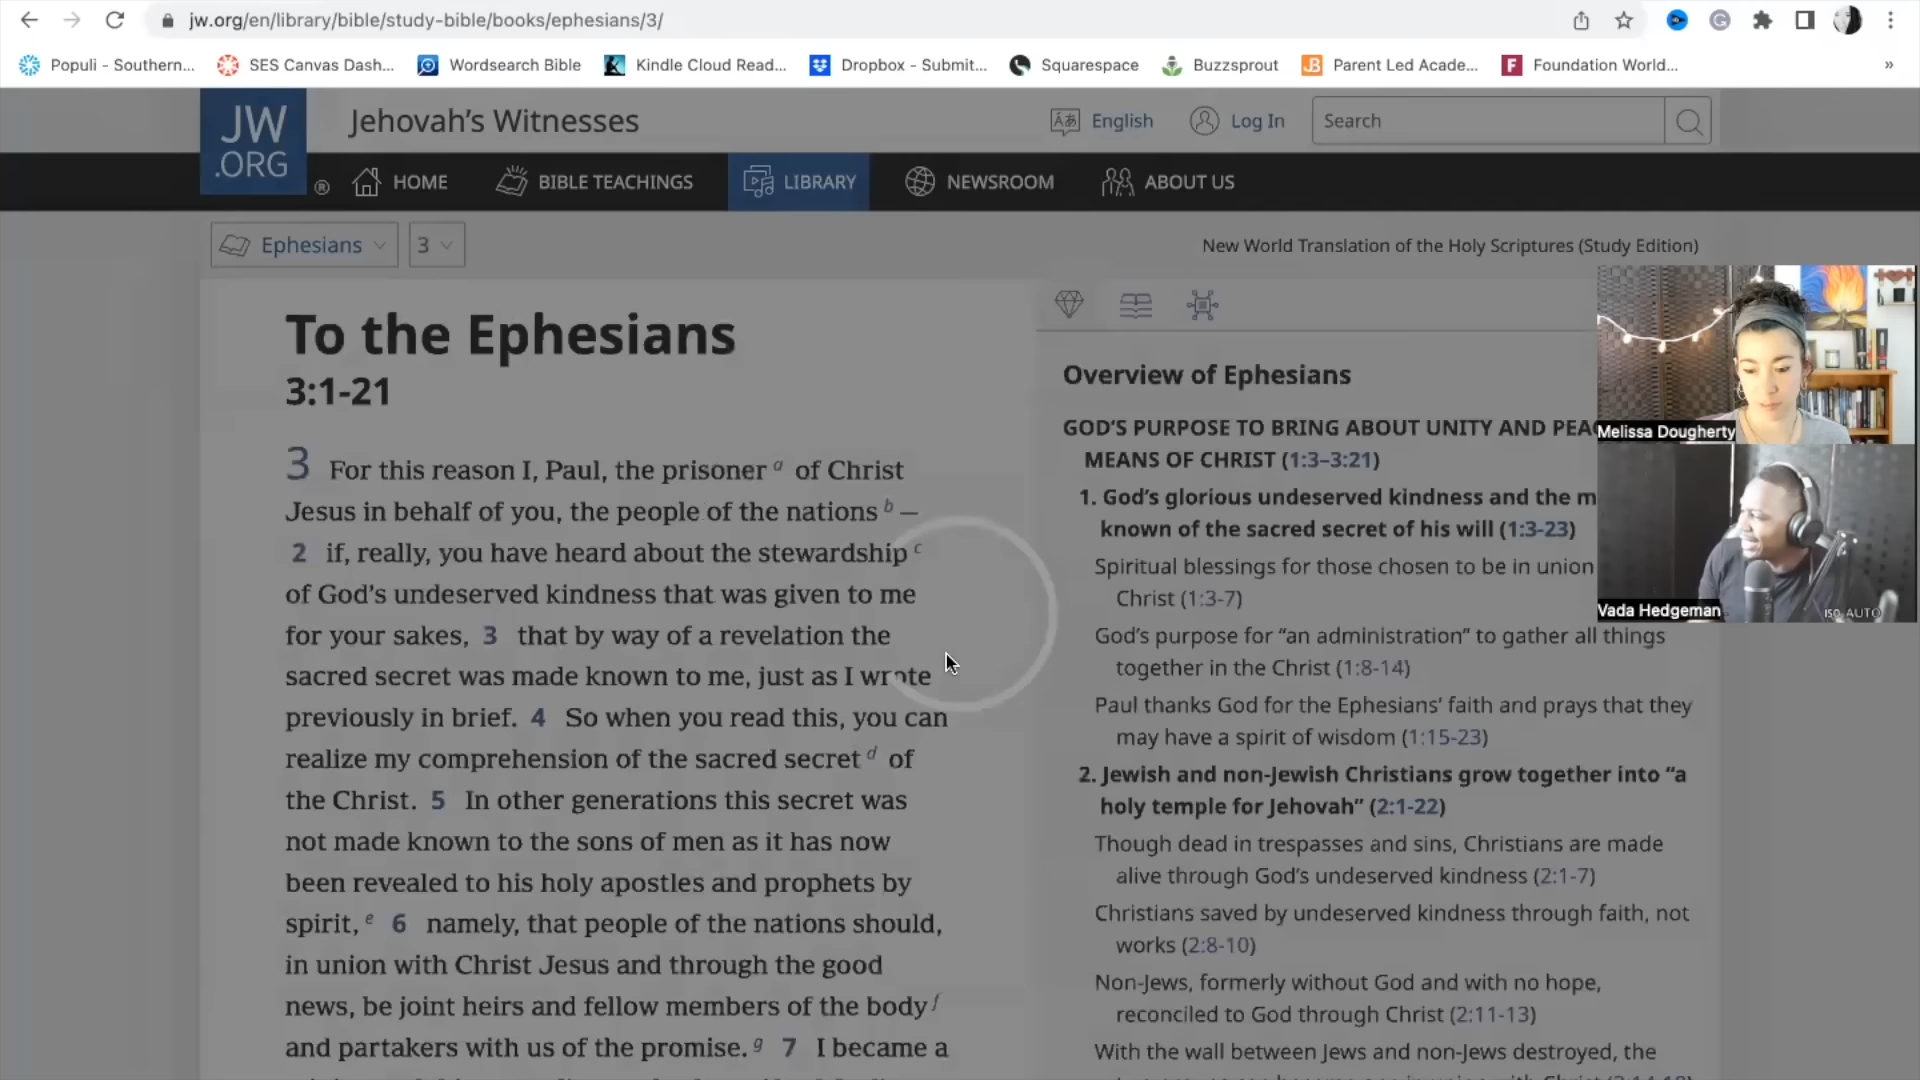 jw.org/en/library/bible/study-bible/books/ephesians/3/
Populi - Southern...
SES Canvas Dash...
Wordsearch Bible
Kindle Cloud Read...
Dropbox - Submit...
Squarespace
Buzzsprout
Parent Led Acade...
Foundation World...
»
JW
.ORG
®
Jehovah's Witnesses
English
Log In
Search
HOME
BIBLE TEACHINGS
LIBRARY
NEWSROOM
ABOUT US
Ephesians
3
New World Translation of the Holy Scriptures (Study Edition)
To the Ephesians
3:1-21
3 For this reason I, Paul, the prisoner a of Christ
Jesus in behalf of you, the people of the nations b —
2 if, really, you have heard about the stewardship c
of God's undeserved kindness that was given to me
for your sakes, 3 that by way of a revelation the
sacred secret was made known to me, just as I wrote
previously in brief. 4 So when you read this, you can
realize my comprehension of the sacred secret d of
the Christ. 5 In other generations this secret was
not made known to the sons of men as it has now
been revealed to his holy apostles and prophets by
spirit, e 6 namely, that people of the nations should,
in union with Christ Jesus and through the good
news, be joint heirs and fellow members of the body f
and partakers with us of the promise. g 7 I became a
Overview of Ephesians
GOD'S PURPOSE TO BRING ABOUT UNITY AND PEAC
MEANS OF CHRIST (1:3–3:21)
1. God's glorious undeserved kindness and the m
known of the sacred secret of his will (1:3-23)
Spiritual blessings for those chosen to be in union
Christ (1:3-7)
God's purpose for “an administration” to gather all things
together in the Christ (1:8-14)
Paul thanks God for the Ephesians' faith and prays that they
may have a spirit of wisdom (1:15-23)
2. Jewish and non-Jewish Christians grow together into “a
holy temple for Jehovah” (2:1-22)
Though dead in trespasses and sins, Christians are made
alive through God's undeserved kindness (2:1-7)
Christians saved by undeserved kindness through faith, not
works (2:8-10)
Non-Jews, formerly without God and with no hope,
reconciled to God through Christ (2:11-13)
With the wall between Jews and non-Jews destroyed, the
Melissa Dougherty
Vada Hedgeman
ISO AUTO